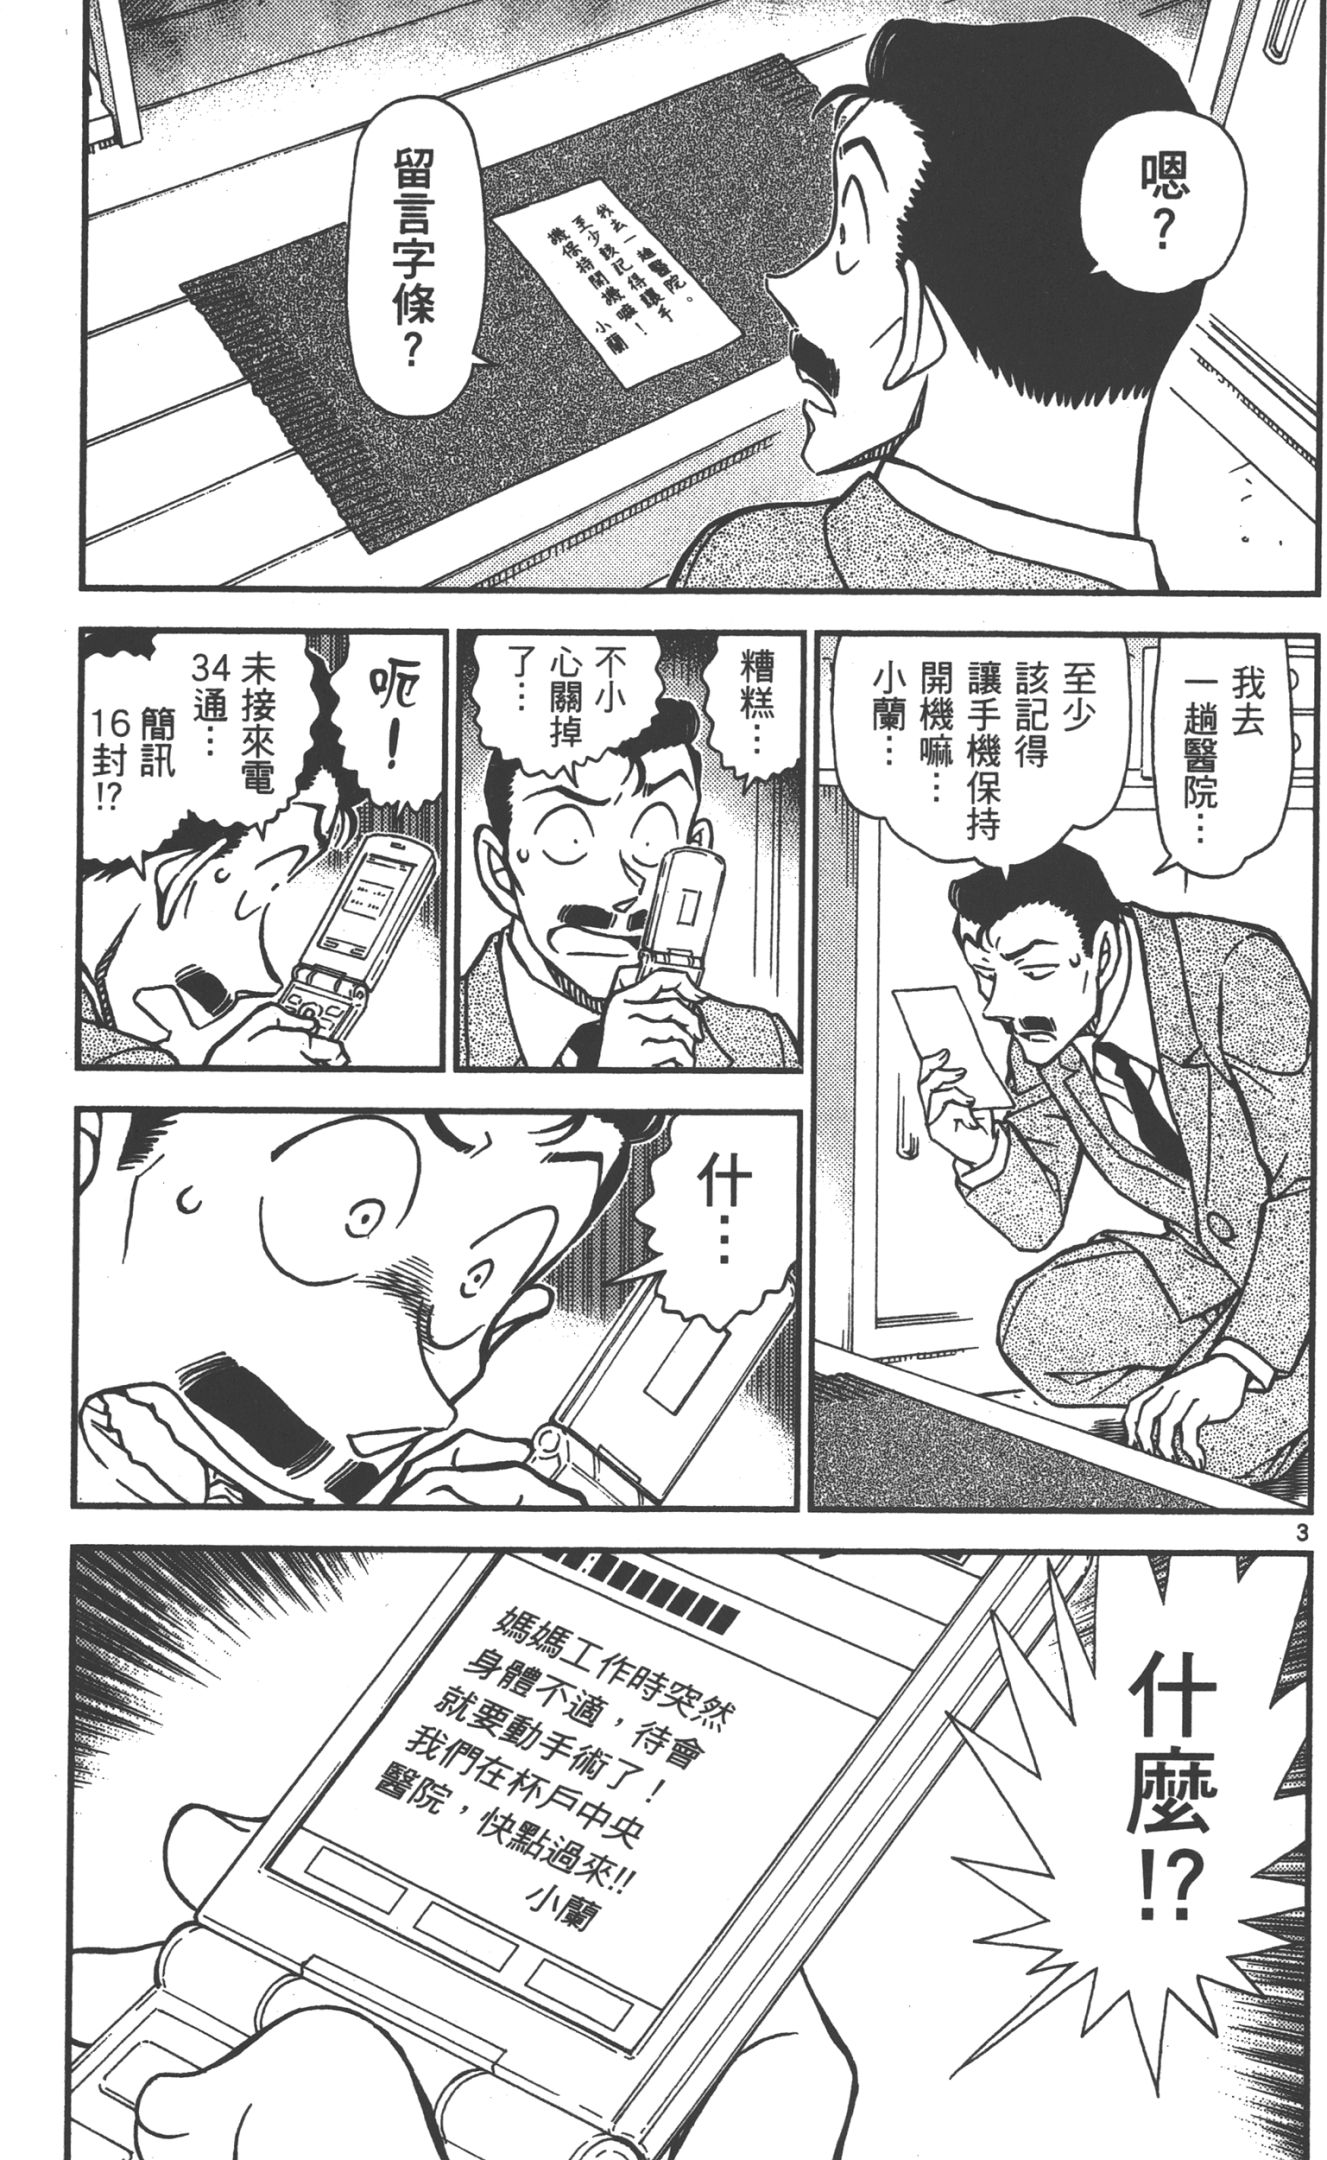 嗯？
留言字條？
我去一趟醫院。
至少該記得讓手
機保持開機嘛！
小蘭
我去
一趟醫院…
至少
該記得
讓手機保持
開機嘛…
小蘭…
糟糕…
不小
心關掉
了…
呃！
未接來電
34通…
簡訊
16封!?
什…
3
什麼!?
媽媽工作時突然
身體不適，待會
就要動手術了！
我們在杯戶中央
醫院，快點過來!!
小蘭